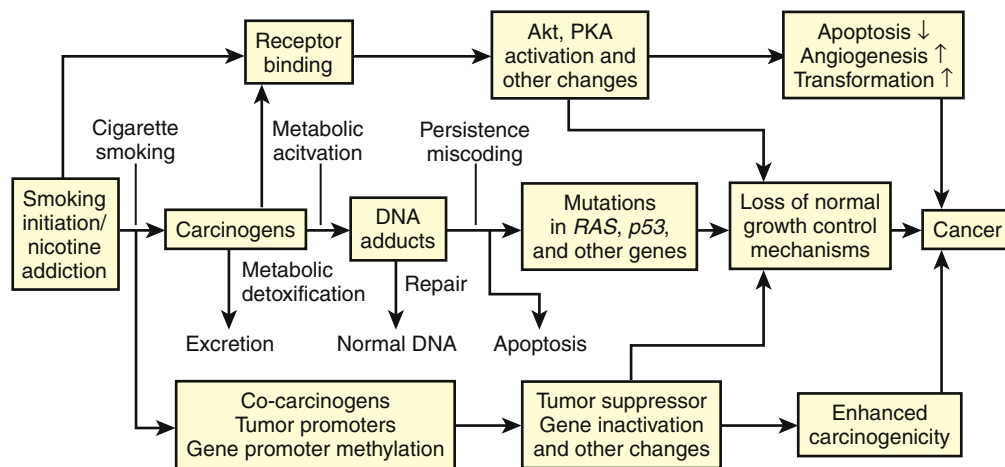 Receptor
binding
Akt, PKA
activation and
other changes
Apoptosis ↓
Angiogenesis ↑
Transformation ↑
Cigarette
smoking
Metabolic
acitvation
Persistence
miscoding
Smoking
initiation/
nicotine
addiction
Carcinogens
DNA
adducts
Mutations
in RAS, p53,
and other genes
Loss of normal
growth control
mechanisms
Cancer
Metabolic
detoxification
Repair
Excretion
Normal DNA
Apoptosis
Co-carcinogens
Tumor promoters
Gene promoter methylation
Tumor suppressor
Gene inactivation
and other changes
Enhanced
carcinogenicity